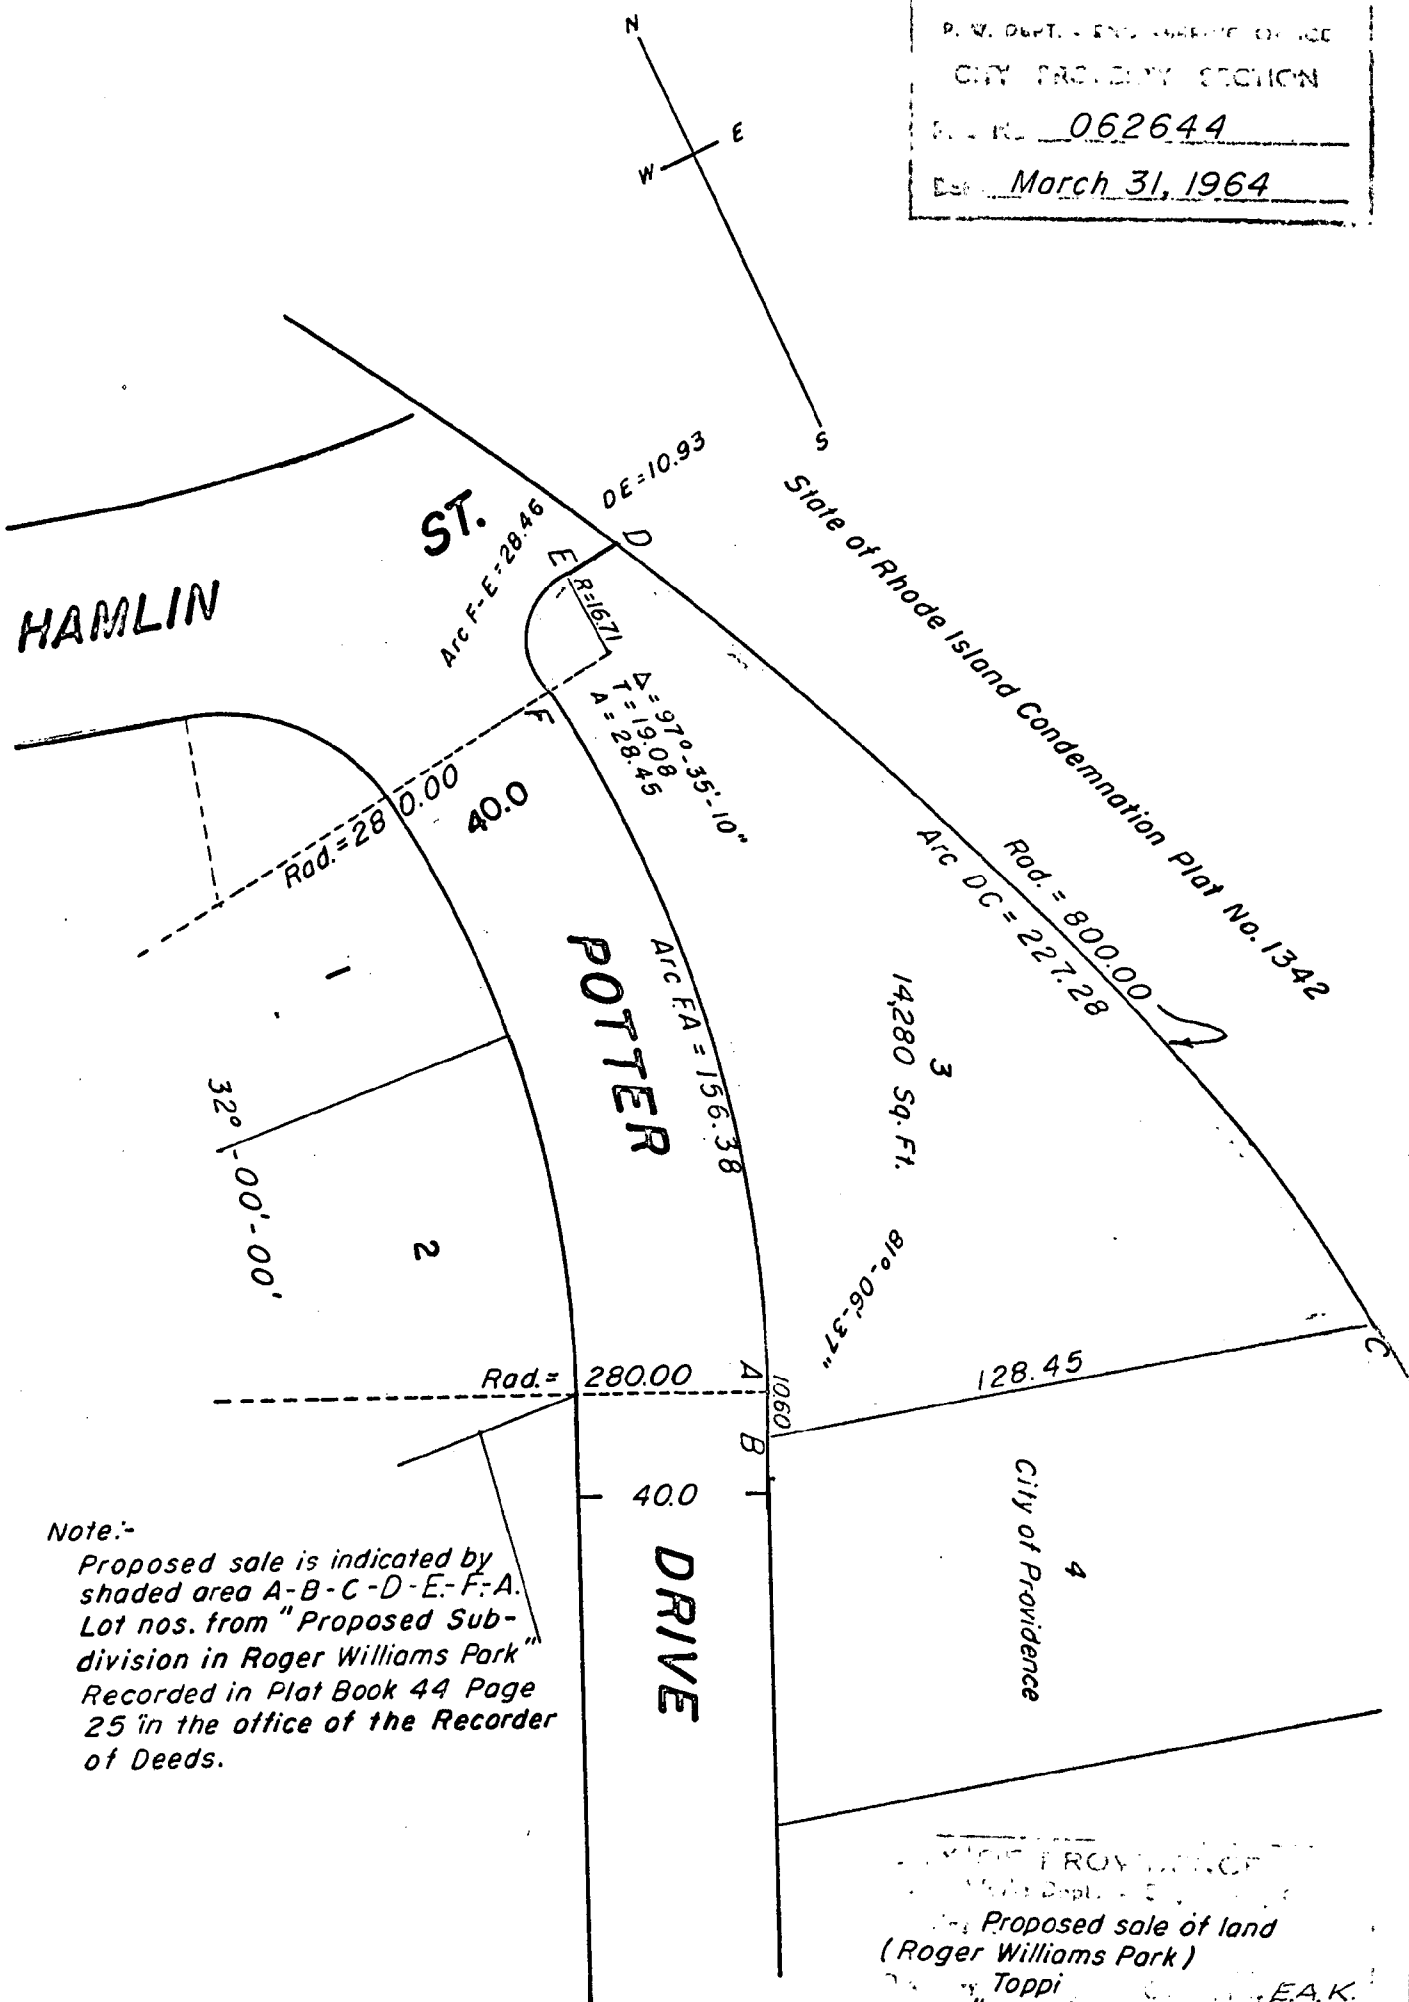 P. W. DEPT.
CITY PROPERTY SECTION
062644
Date March 31, 1964
N
E
W
S
State of Rhode Island Condemnation Plat No. 1342
DE = 10.93
D
ST.
Arc F-E = 28.46
E
R=16.71
HAMLIN
Δ = 97°-35'-10"
T = 19.08
A = 28.45
F
Rad. = 280.00
40.0
Rad. = 800.00
Arc DC = 227.28
POTTER
Arc F.A = 156.38
1
3
14,280 Sq. Ft.
32°-00'-00'
2
81°-06'-37"
C
Rad. = 280.00
A
10.60
128.45
B
40.0
City of Providence
4
DRIVE
Note:-
Proposed sale is indicated by
shaded area A-B-C-D-E-F-A.
Lot nos. from "Proposed Sub-
division in Roger Williams Park"
Recorded in Plat Book 44 Page
25 in the office of the Recorder
of Deeds.
PROVIDENCE
Dept.
Proposed sale of land
(Roger Williams Park)
Toppi
E.A.K.